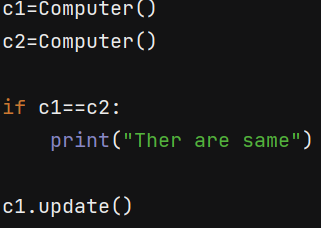 c1=Computer()
c2=Computer()
if c1==c2:
    print("Ther are same")
c1.update()